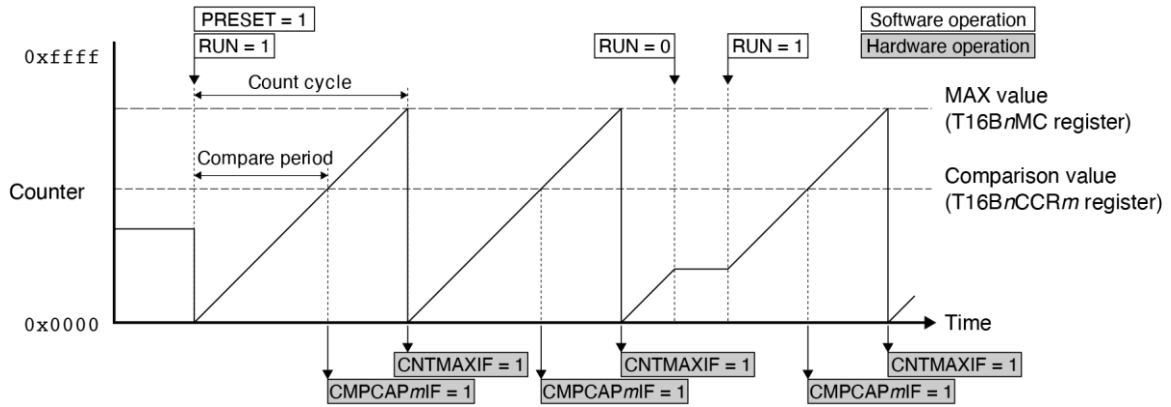 PRESET = 1
RUN = 1
RUN = 0
RUN = 1
Software operation
Hardware operation
0xffff
Count cycle
MAX value
(T16BnMC register)
Compare period
Comparison value
(T16BnCCRm register)
Counter
0x0000
Time
CNTMAXIF = 1
CNTMAXIF = 1
CNTMAXIF = 1
CMPCAPmIF = 1
CMPCAPmIF = 1
CMPCAPmIF = 1